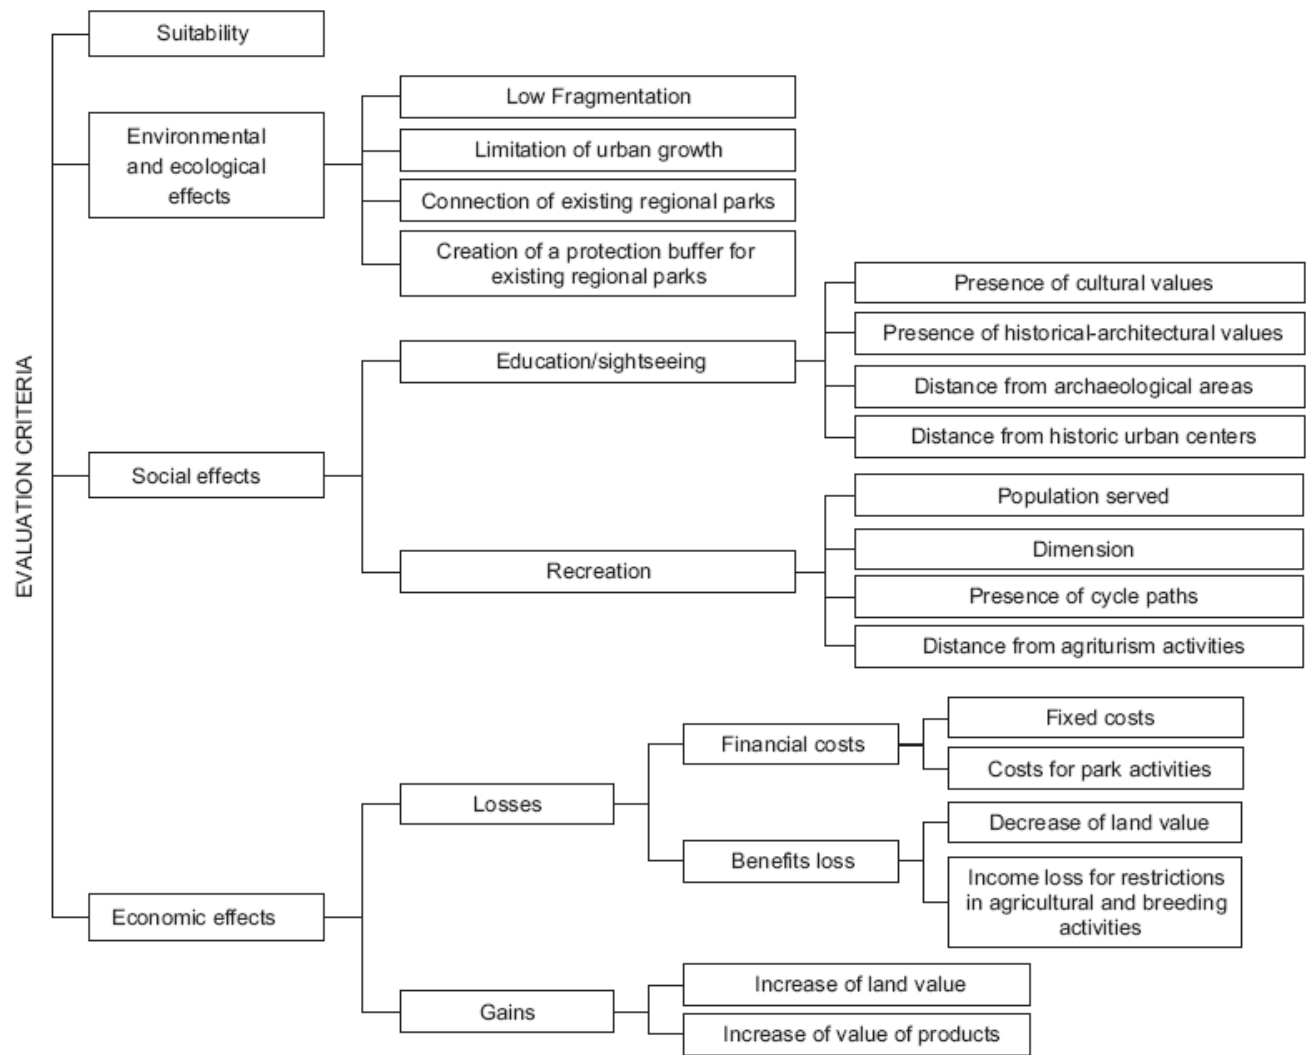 EVALUATION CRITERIA
Suitability
Environmental
and ecological
effects
Low Fragmentation
Limitation of urban growth
Connection of existing regional parks
Creation of a protection buffer for
existing regional parks
Social effects
Education/sightseeing
Presence of cultural values
Presence of historical-architectural values
Distance from archaeological areas
Distance from historic urban centers
Recreation
Population served
Dimension
Presence of cycle paths
Distance from agriturism activities
Economic effects
Losses
Financial costs
Fixed costs
Costs for park activities
Benefits loss
Decrease of land value
Income loss for restrictions
in agricultural and breeding
activities
Gains
Increase of land value
Increase of value of products